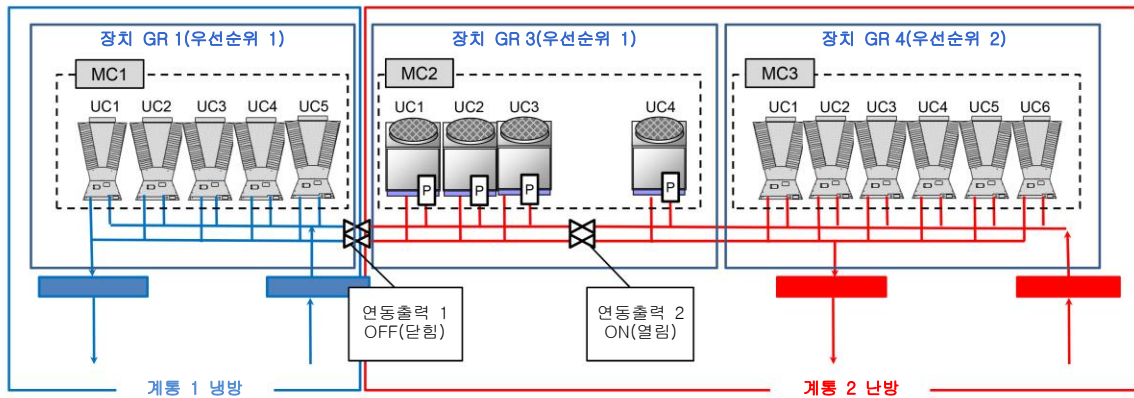 장치 GR 1(우선순위 1)
장치 GR 3(우선순위 1)
장치 GR 4(우선순위 2)
MC1
MC2
MC3
UC1 UC2 UC3 UC4 UC5
UC1 UC2 UC3 UC4
UC1 UC2 UC3 UC4 UC5 UC6
P P P P
연동출력 1
OFF(닫힘)
연동출력 2
ON(열림)
계통 1 냉방
계통 2 난방